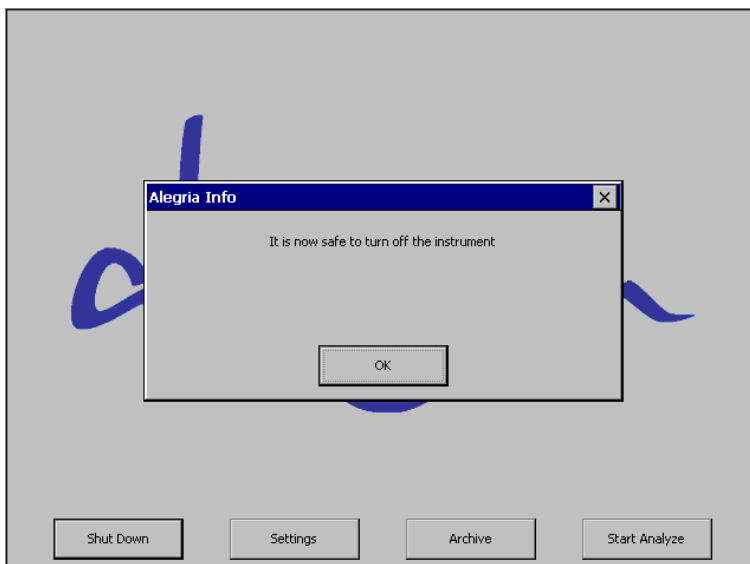 Alegria Info
It is now safe to turn off the instrument
OK
Shut Down
Settings
Archive
Start Analyze